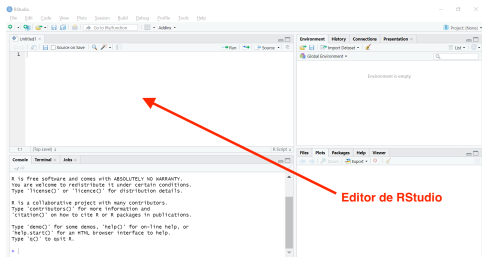 RStudio
File Edit Code View Plots Session Build Debug Profile Tools Help
Go to file/function Addins
Project: (None)
Untitled1
Source on Save Run Source
1
1:1 (Top Level) R Script
Console Terminal Jobs
R is free software and comes with ABSOLUTELY NO WARRANTY.
You are welcome to redistribute it under certain conditions.
Type 'license()' or 'licence()' for distribution details.
R is a collaborative project with many contributors.
Type 'contributors()' for more information and
'citation()' on how to cite R or R packages in publications.
Type 'demo()' for some demos, 'help()' for on-line help, or
'help.start()' for an HTML browser interface to help.
Type 'q()' to quit R.
>
Environment History Connections Presentation
Import Dataset List
Global Environment
Environment is empty
Files Plots Packages Help Viewer
Zoom Export
Editor de RStudio